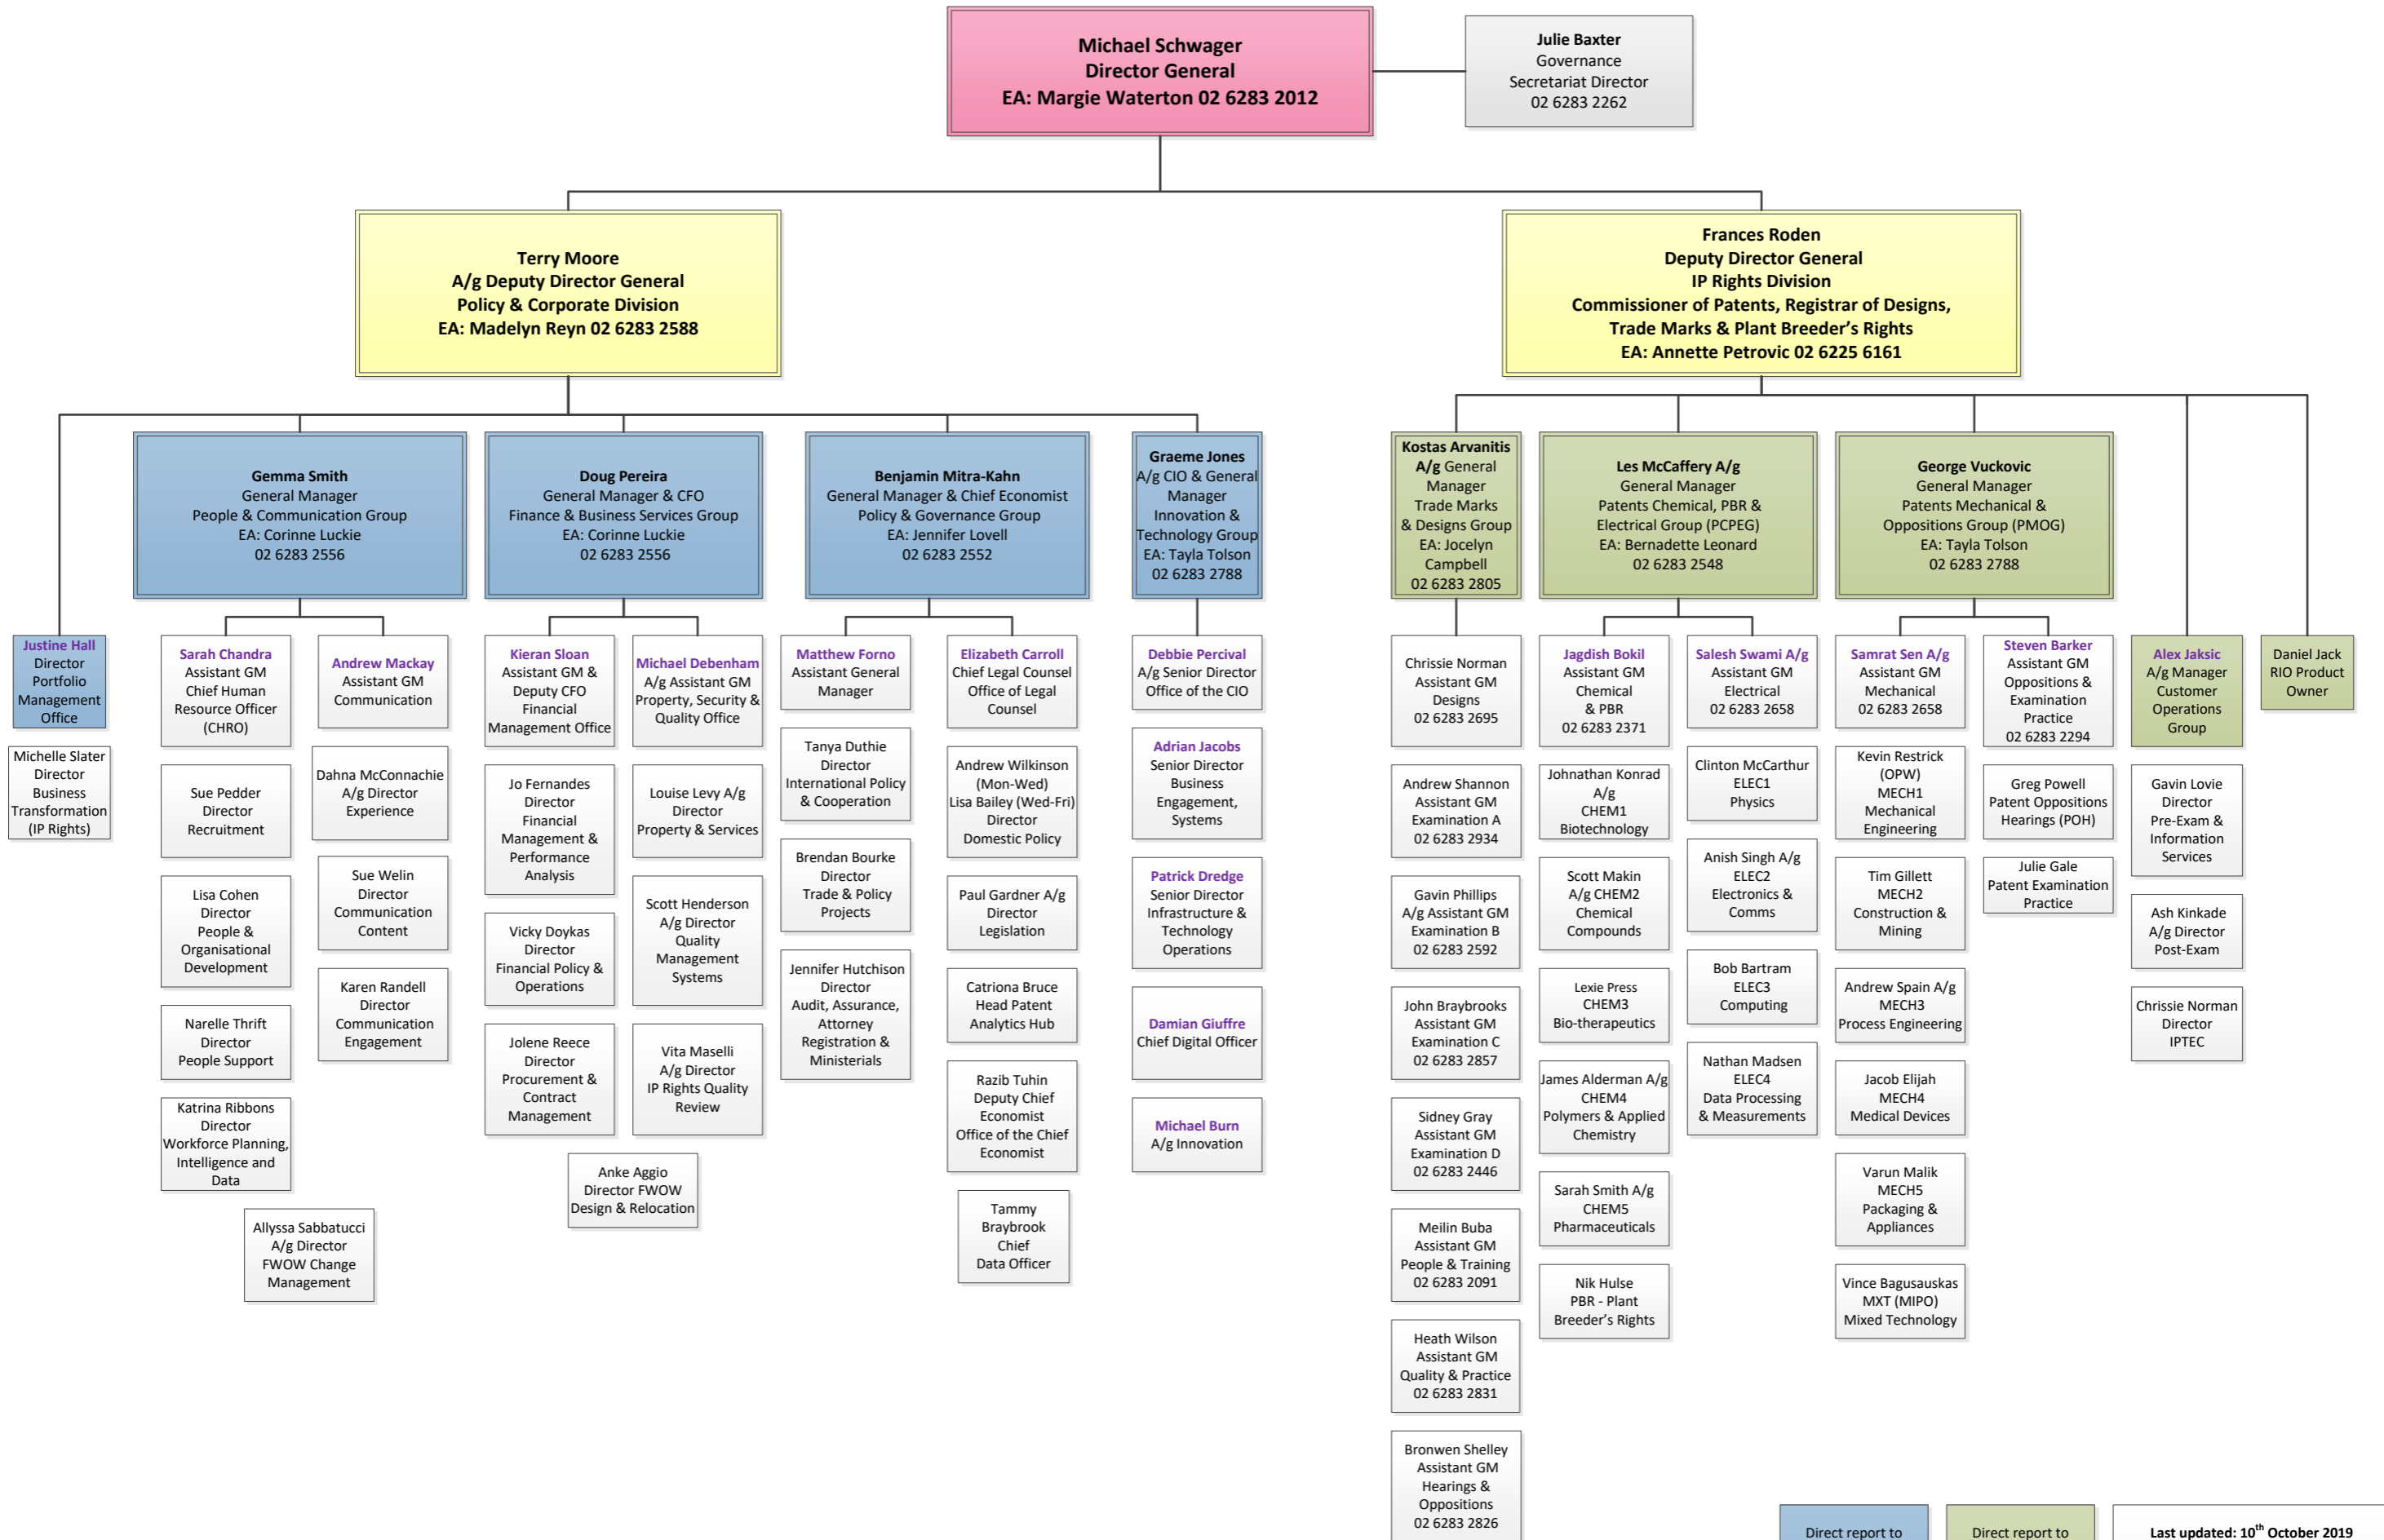 Michael Schwager
Director General
EA: Margie Waterton 02 6283 2012
Julie Baxter
Governance
Secretariat Director
02 6283 2262
Terry Moore
A/g Deputy Director General
Policy & Corporate Division
EA: Madelyn Reyn 02 6283 2588
Frances Roden
Deputy Director General
IP Rights Division
Commissioner of Patents, Registrar of Designs,
Trade Marks & Plant Breeder's Rights
EA: Annette Petrovic 02 6225 6161
Gemma Smith
General Manager
People & Communication Group
EA: Corinne Luckie
02 6283 2556
Doug Pereira
General Manager & CFO
Finance & Business Services Group
EA: Corinne Luckie
02 6283 2556
Benjamin Mitra-Kahn
General Manager & Chief Economist
Policy & Governance Group
EA: Jennifer Lovell
02 6283 2552
Graeme Jones
A/g CIO & General
Manager
Innovation &
Technology Group
EA: Tayla Tolson
02 6283 2788
Kostas Arvanitis
A/g General
Manager
Trade Marks
& Designs Group
EA: Jocelyn
Campbell
02 6283 2805
Les McCaffery A/g
General Manager
Patents Chemical, PBR &
Electrical Group (PCPEG)
EA: Bernadette Leonard
02 6283 2548
George Vuckovic
General Manager
Patents Mechanical &
Oppositions Group (PMOG)
EA: Tayla Tolson
02 6283 2788
Justine Hall
Director
Portfolio
Management
Office
Michelle Slater
Director
Business
Transformation
(IP Rights)
Sarah Chandra
Assistant GM
Chief Human
Resource Officer
(CHRO)
Sue Pedder
Director
Recruitment
Lisa Cohen
Director
People &
Organisational
Development
Narelle Thrift
Director
People Support
Katrina Ribbons
Director
Workforce Planning,
Intelligence and
Data
Andrew Mackay
Assistant GM
Communication
Dahna McConnachie
A/g Director
Experience
Sue Welin
Director
Communication
Content
Karen Randell
Director
Communication
Engagement
Allyssa Sabbatucci
A/g Director
FWOW Change
Management
Kieran Sloan
Assistant GM &
Deputy CFO
Financial
Management Office
Jo Fernandes
Director
Financial
Management &
Performance
Analysis
Vicky Doykas
Director
Financial Policy &
Operations
Jolene Reece
Director
Procurement &
Contract
Management
Michael Debenham
A/g Assistant GM
Property, Security &
Quality Office
Louise Levy A/g
Director
Property & Services
Scott Henderson
A/g Director
Quality
Management
Systems
Vita Maselli
A/g Director
IP Rights Quality
Review
Anke Aggio
Director FWOW
Design & Relocation
Matthew Forno
Assistant General
Manager
Tanya Duthie
Director
International Policy
& Cooperation
Brendan Bourke
Director
Trade & Policy
Projects
Jennifer Hutchison
Director
Audit, Assurance,
Attorney
Registration &
Ministerials
Elizabeth Carroll
Chief Legal Counsel
Office of Legal
Counsel
Andrew Wilkinson
(Mon-Wed)
Lisa Bailey (Wed-Fri)
Director
Domestic Policy
Paul Gardner A/g
Director
Legislation
Catriona Bruce
Head Patent
Analytics Hub
Razib Tuhin
Deputy Chief
Economist
Office of the Chief
Economist
Tammy
Braybrook
Chief
Data Officer
Debbie Percival
A/g Senior Director
Office of the CIO
Adrian Jacobs
Senior Director
Business
Engagement,
Systems
Patrick Dredge
Senior Director
Infrastructure &
Technology
Operations
Damian Giuffre
Chief Digital Officer
Michael Burn
A/g Innovation
Chrissie Norman
Assistant GM
Designs
02 6283 2695
Andrew Shannon
Assistant GM
Examination A
02 6283 2934
Gavin Phillips
A/g Assistant GM
Examination B
02 6283 2592
John Braybrooks
Assistant GM
Examination C
02 6283 2857
Sidney Gray
Assistant GM
Examination D
02 6283 2446
Meilin Buba
Assistant GM
People & Training
02 6283 2091
Heath Wilson
Assistant GM
Quality & Practice
02 6283 2831
Bronwen Shelley
Assistant GM
Hearings &
Oppositions
02 6283 2826
Jagdish Bokil
Assistant GM
Chemical
& PBR
02 6283 2371
Johnathan Konrad
A/g
CHEM1
Biotechnology
Scott Makin
A/g CHEM2
Chemical
Compounds
Lexie Press
CHEM3
Bio-therapeutics
James Alderman A/g
CHEM4
Polymers & Applied
Chemistry
Sarah Smith A/g
CHEM5
Pharmaceuticals
Nik Hulse
PBR - Plant
Breeder's Rights
Salesh Swami A/g
Assistant GM
Electrical
02 6283 2658
Clinton McCarthur
ELEC1
Physics
Anish Singh A/g
ELEC2
Electronics &
Comms
Bob Bartram
ELEC3
Computing
Nathan Madsen
ELEC4
Data Processing
& Measurements
Samrat Sen A/g
Assistant GM
Mechanical
02 6283 2658
Kevin Restrick
(OPW)
MECH1
Mechanical
Engineering
Tim Gillett
MECH2
Construction &
Mining
Andrew Spain A/g
MECH3
Process Engineering
Jacob Elijah
MECH4
Medical Devices
Varun Malik
MECH5
Packaging &
Appliances
Vince Bagusauskas
MXT (MIPO)
Mixed Technology
Steven Barker
Assistant GM
Oppositions &
Examination
Practice
02 6283 2294
Greg Powell
Patent Oppositions
Hearings (POH)
Julie Gale
Patent Examination
Practice
Alex Jaksic
A/g Manager
Customer
Operations
Group
Gavin Lovie
Director
Pre-Exam &
Information
Services
Ash Kinkade
A/g Director
Post-Exam
Chrissie Norman
Director
IPTEC
Daniel Jack
RIO Product
Owner
Direct report to
Direct report to
Last updated: 10th October 2019